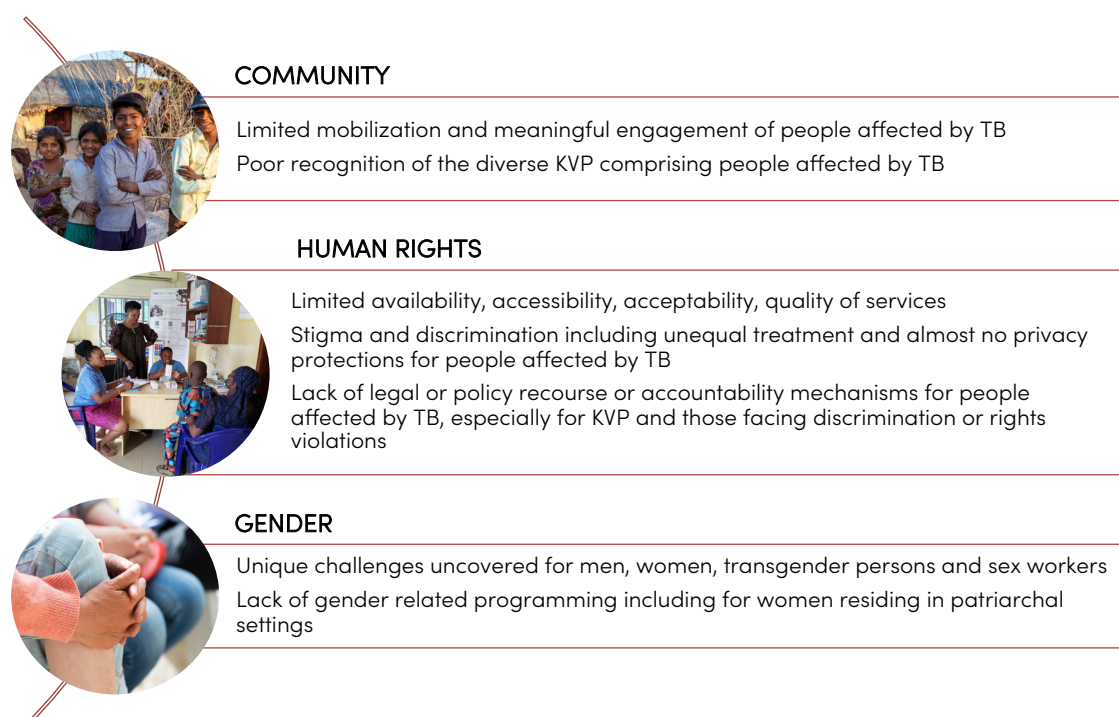 COMMUNITY
Limited mobilization and meaningful engagement of people affected by TB
Poor recognition of the diverse KVP comprising people affected by TB
HUMAN RIGHTS
Limited availability, accessibility, acceptability, quality of services
Stigma and discrimination including unequal treatment and almost no privacy
protections for people affected by TB
Lack of legal or policy recourse or accountability mechanisms for people
affected by TB, especially for KVP and those facing discrimination or rights
violations
GENDER
Unique challenges uncovered for men, women, transgender persons and sex workers
Lack of gender related programming including for women residing in patriarchal
settings